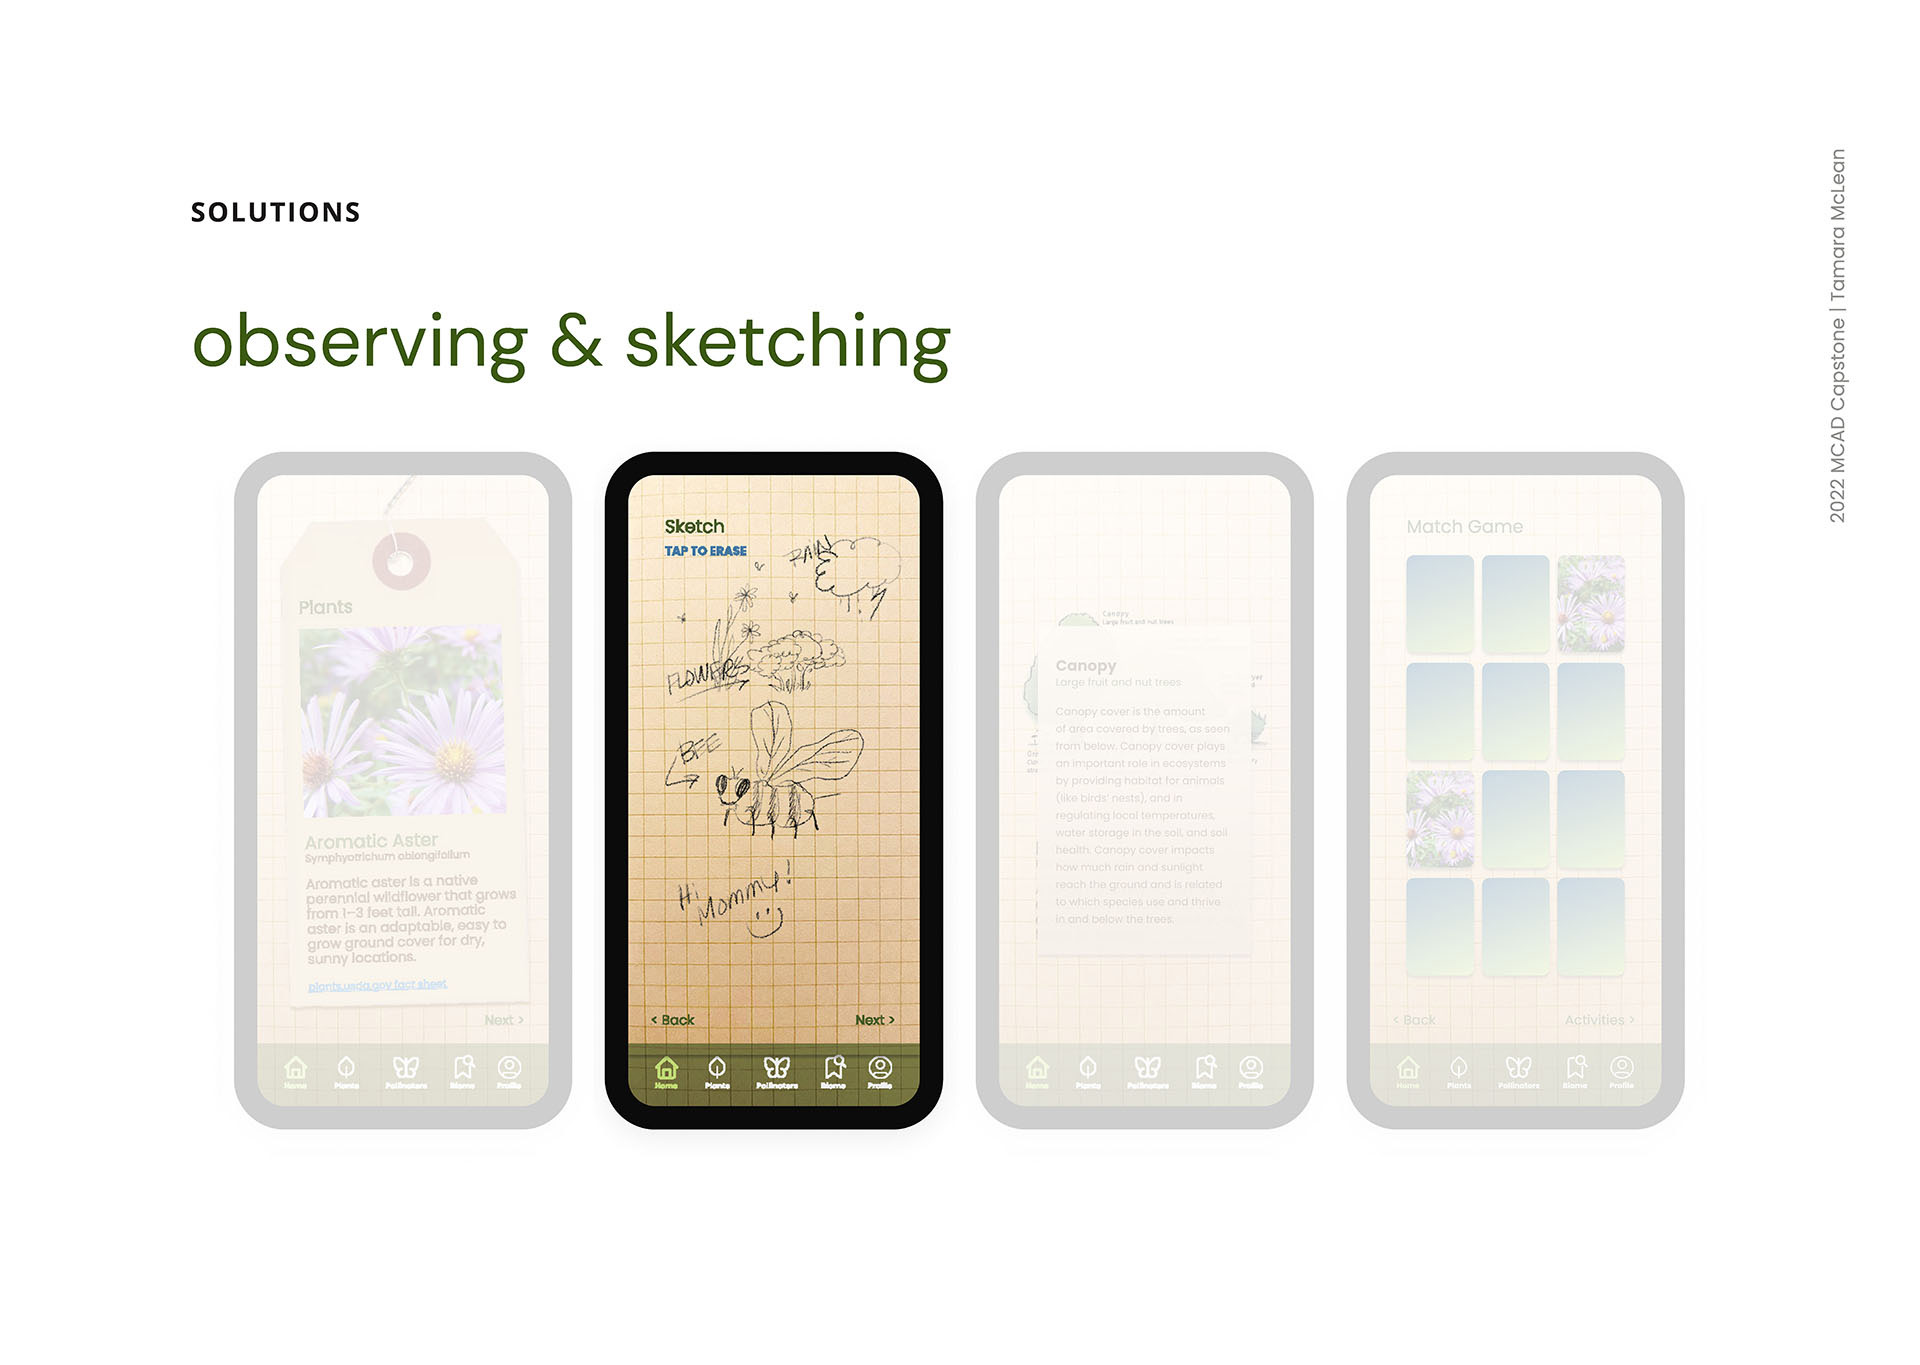 SOLUTIONS
observing & sketching
2022 MCAD Capstone | Tamara McLean
Plants
Aromatic Aster
Symphyotrichum oblongifolium
Aromatic aster is a native
perennial wildflower that grows
from 1–3 feet tall. Aromatic
aster is an adaptable, easy to
grow ground cover for dry,
sunny locations.
plants.usda.gov fact sheet
Next >
Home Plants Pollinators Biome Profile
Sketch
TAP TO ERASE
RAIN
FLOWERS
BEE
Hi
Mommy!
< Back Next >
Home Plants Pollinators Biome Profile
Canopy
Large fruit and nut trees
Canopy
Large fruit and nut trees
Canopy cover is the amount
of area covered by trees, as seen
from below. Canopy cover plays
an important role in ecosystems
by providing habitat for animals
(like birds' nests), and in
regulating local temperatures,
water storage in the soil, and soil
health. Canopy cover impacts
how much rain and sunlight
reach the ground and is related
to which species use and thrive
in and below the trees.
Home Plants Pollinators Biome Profile
Match Game
< Back Activities >
Home Plants Pollinators Biome Profile